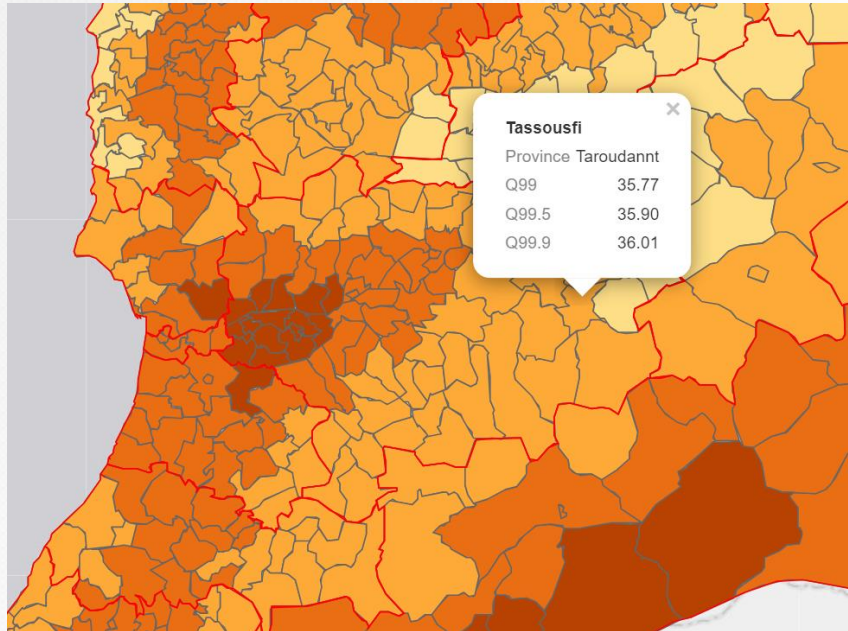 ×
Tassousfi
Province Taroudannt
Q99 35.77
Q99.5 35.90
Q99.9 36.01